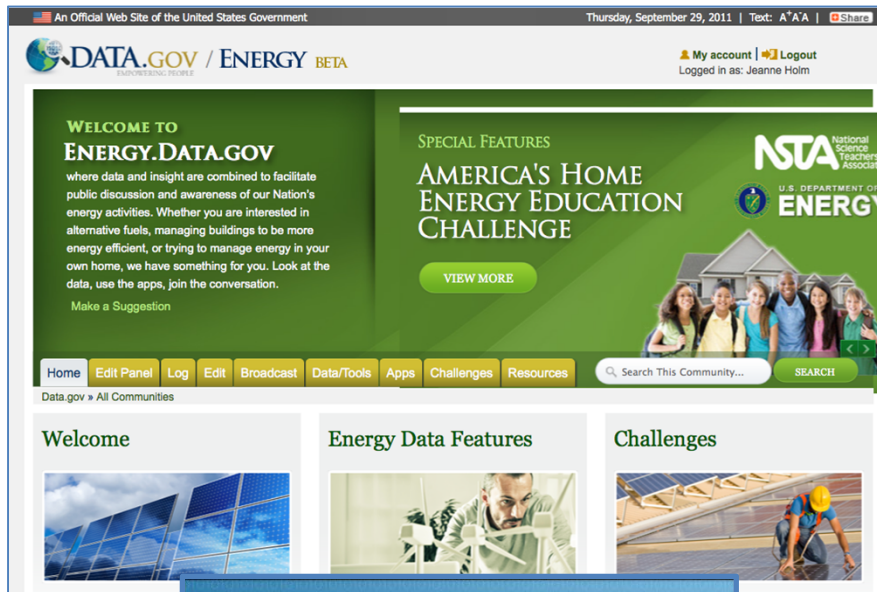 An Official Web Site of the United States Government
Thursday, September 29, 2011 | Text: A+A-A | Share
DATA.GOV / ENERGY BETA
EMPOWERING PEOPLE
My account | Logout
Logged in as: Jeanne Holm
WELCOME TO
ENERGY.DATA.GOV
where data and insight are combined to facilitate
public discussion and awareness of our Nation's
energy activities. Whether you are interested in
alternative fuels, managing buildings to be more
energy efficient, or trying to manage energy in your
own home, we have something for you. Look at the
data, use the apps, join the conversation.
Make a Suggestion
SPECIAL FEATURES
AMERICA'S HOME
ENERGY EDUCATION
CHALLENGE
VIEW MORE
NSTA National
Science
Teachers
Associat
U.S. DEPARTMENT OF
ENERGY
Home Edit Panel Log Edit Broadcast Data/Tools Apps Challenges Resources
Search This Community... SEARCH
Data.gov » All Communities
Welcome
Energy Data Features
Challenges